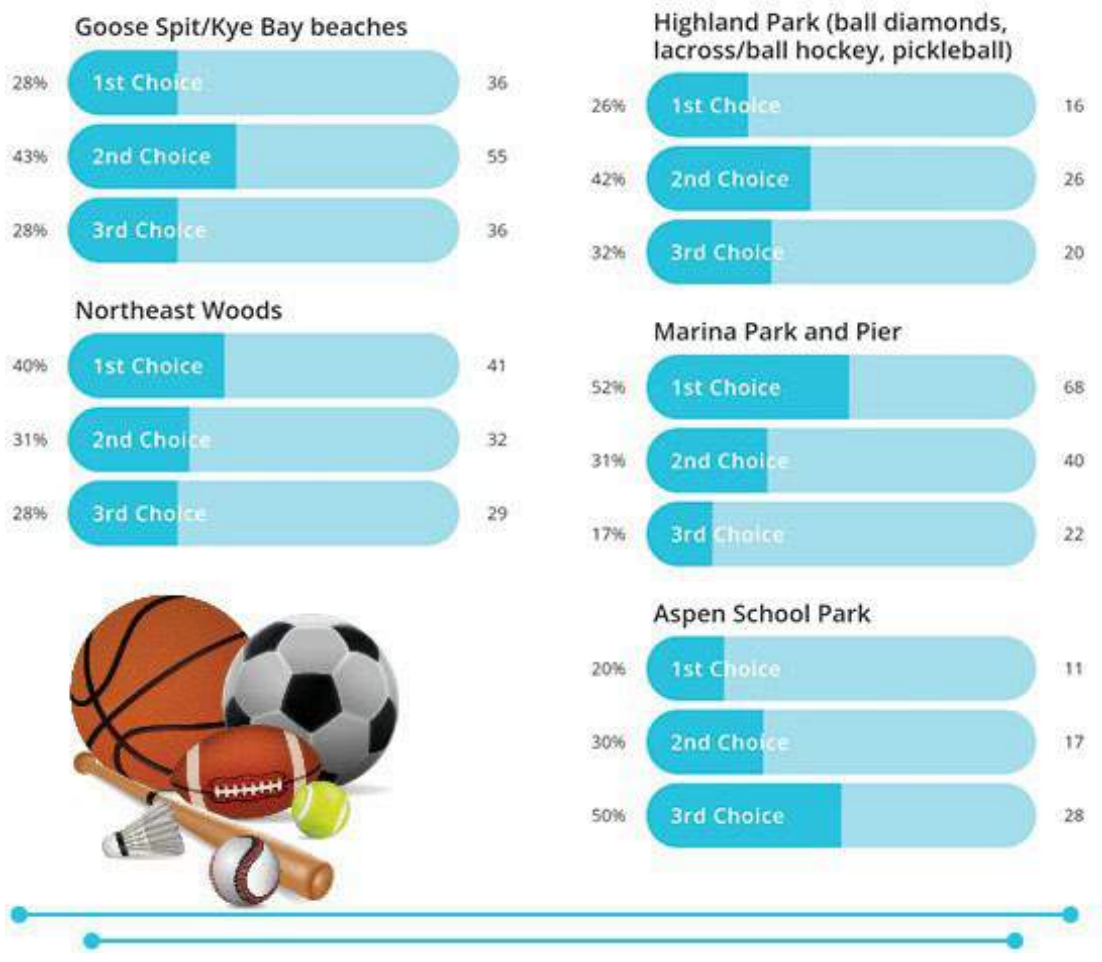 Goose Spit/Kye Bay beaches
28% 1st Choice 36
43% 2nd Choice 55
28% 3rd Choice 36
Northeast Woods
40% 1st Choice 41
31% 2nd Choice 32
28% 3rd Choice 29
Highland Park (ball diamonds,
lacross/ball hockey, pickleball)
26% 1st Choice 16
42% 2nd Choice 26
32% 3rd Choice 20
Marina Park and Pier
52% 1st Choice 68
31% 2nd Choice 40
17% 3rd Choice 22
Aspen School Park
20% 1st Choice 11
30% 2nd Choice 17
50% 3rd Choice 28